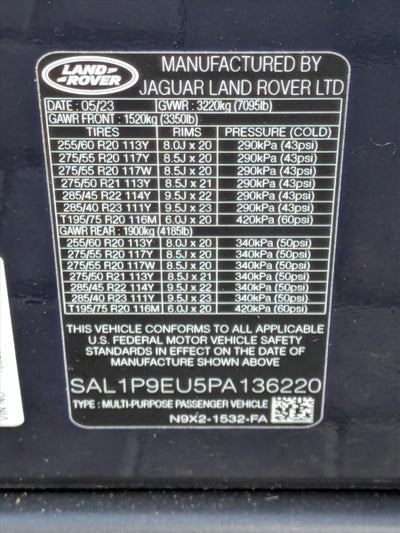 LAND
ROVER
MANUFACTURED BY
JAGUAR LAND ROVER LTD
DATE : 05/23 GVWR : 3220kg (7095lb)
GAWR FRONT : 1520kg (3350lb)
TIRES RIMS PRESSURE (COLD)
255/60 R20 113Y 8.0J x 20 290kPa (43psi)
275/55 R20 117Y 8.5J x 20 290kPa (43psi)
275/55 R20 117W 8.5J x 20 290kPa (43psi)
275/50 R21 113Y 8.5J x 21 290kPa (43psi)
285/45 R22 114Y 9.5J x 22 290kPa (43psi)
285/40 R23 111Y 9.5J x 23 290kPa (43psi)
T195/75 R20 116M 6.0J x 20 420kPa (60psi)
GAWR REAR : 1900kg (4185lb)
255/60 R20 113Y 8.0J x 20 340kPa (50psi)
275/55 R20 117Y 8.5J x 20 340kPa (50psi)
275/55 R20 117W 8.5J x 20 340kPa (50psi)
275/50 R21 113Y 8.5J x 21 340kPa (50psi)
285/45 R22 114Y 9.5J x 22 340kPa (50psi)
285/40 R23 111Y 9.5J x 23 340kPa (50psi)
T195/75 R20 116M 6.0J x 20 420kPa (60psi)
THIS VEHICLE CONFORMS TO ALL APPLICABLE
U.S. FEDERAL MOTOR VEHICLE SAFETY
STANDARDS IN EFFECT ON THE DATE OF
MANUFACTURE SHOWN ABOVE
SAL1P9EU5PA136220
TYPE : MULTI-PURPOSE PASSENGER VEHICLE
N9X2-1532-FA